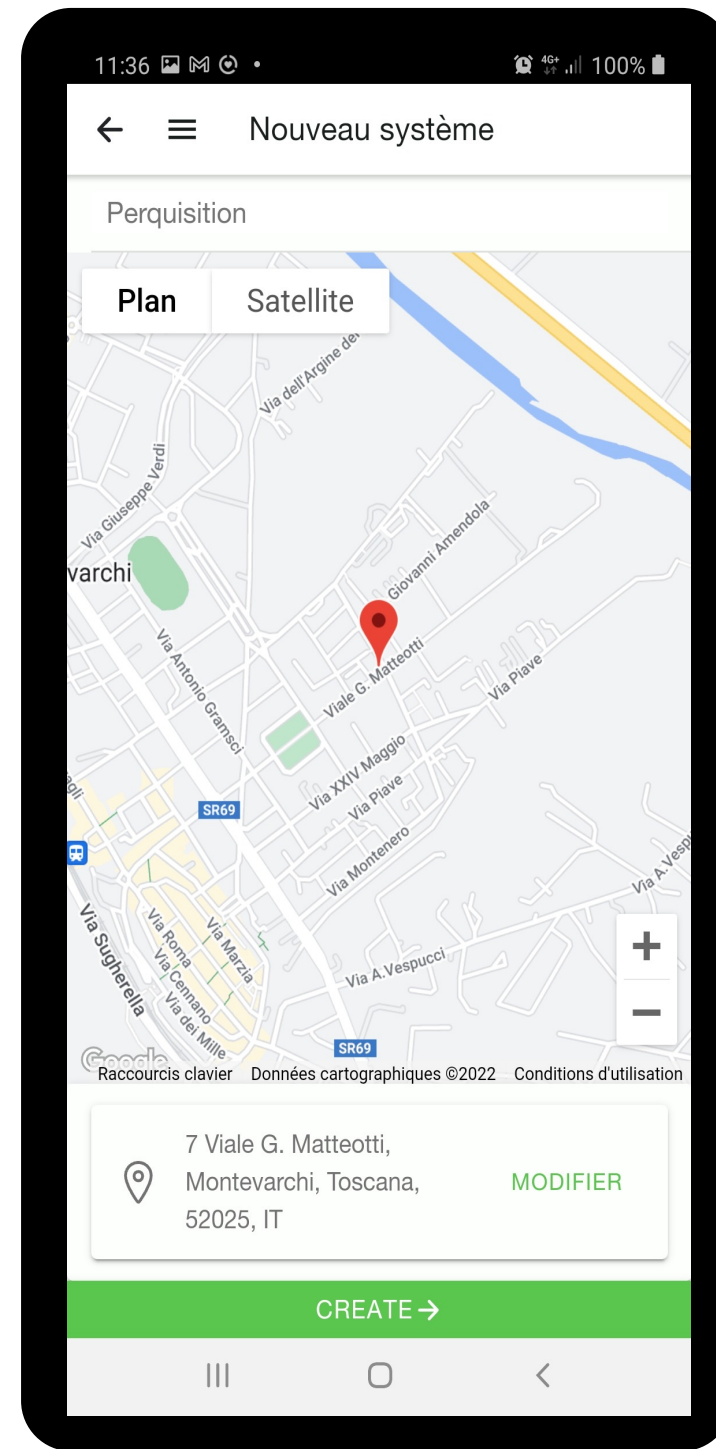 11:36
4G+
100%
Nouveau système
Perquisition
Plan
Satellite
Via dell'Argine de
Via Giuseppe Verdi
varchi
Giovanni Amendola
Via Antonio Gramsci
Viale G. Matteotti
Via Piave
Via XXIV Maggio
Via Piave
SR69
Via Montenero
Via A.Vesp
Via Sugherella
Via Roma
Via Marzia
Via Cennano
Via dei Mille
Via A.Vespucci
SR69
Google
Raccourcis clavier
Données cartographiques ©2022
Conditions d'utilisation
7 Viale G. Matteotti,
Montevarchi, Toscana,
52025, IT
MODIFIER
CREATE